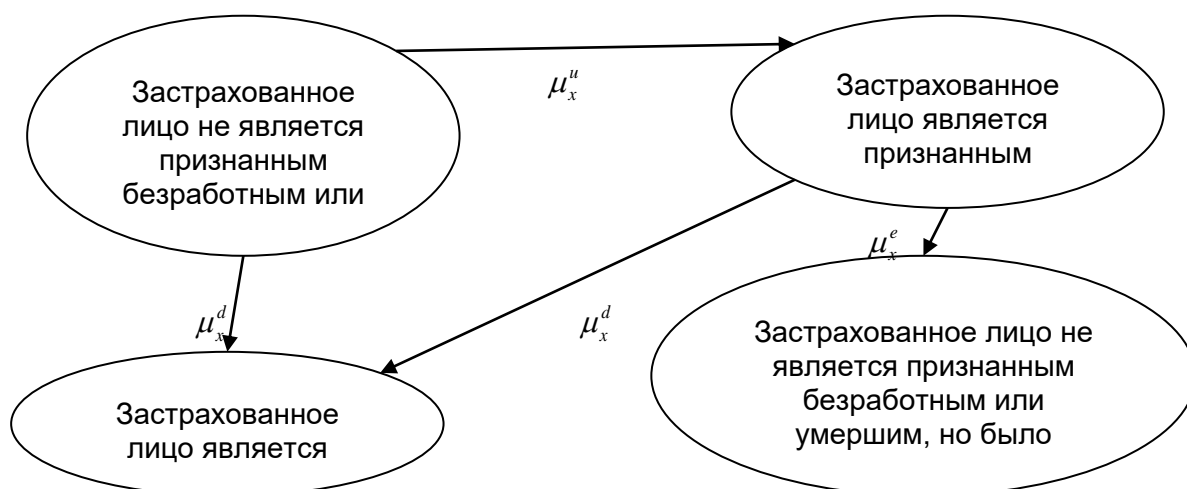 Застрахованное
лицо не является
признанным
безработным или
μ_x^u
Застрахованное
лицо является
признанным
μ_x^d
μ_x^d
μ_x^e
Застрахованное
лицо является
Застрахованное лицо не
является признанным
безработным или
умершим, но было